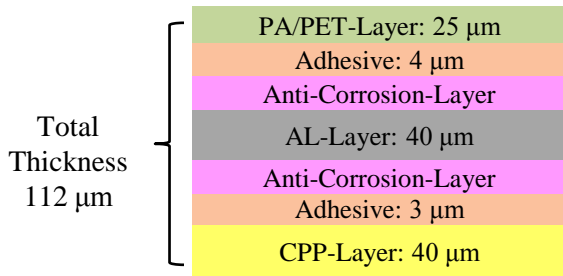 Total
Thickness
112 μm
PA/PET-Layer: 25 μm
Adhesive: 4 μm
Anti-Corrosion-Layer
AL-Layer: 40 μm
Anti-Corrosion-Layer
Adhesive: 3 μm
CPP-Layer: 40 μm